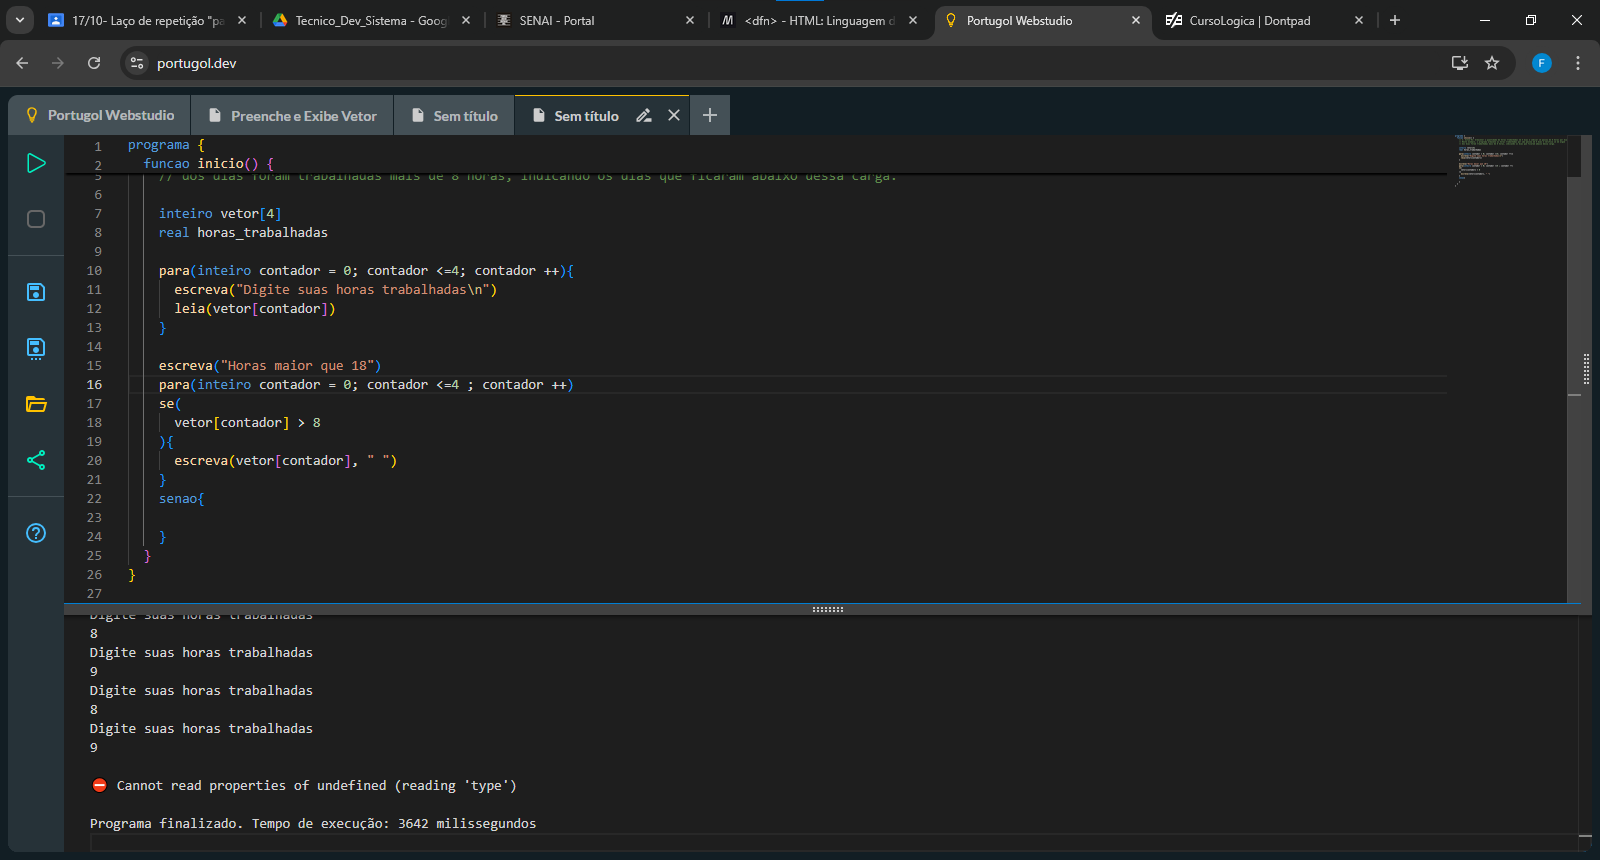 17/10- Laço de repetição "pa
Tecnico_Dev_Sistema - Goog
SENAI - Portal
<dfn> - HTML: Linguagem d
Portugol Webstudio
CursoLogica | Dontpad
portugol.dev
F
Portugol Webstudio
Preenche e Exibe Vetor
Sem título
Sem título
1 programa {
2 funcao inicio() {
5 // dos dias foram trabalhadas mais de 8 horas, indicando os dias que ficaram abaixo dessa carga.
6
7 inteiro vetor[4]
8 real horas_trabalhadas
9
10 para(inteiro contador = 0; contador <=4; contador ++){
11 escreva("Digite suas horas trabalhadas\n")
12 leia(vetor[contador])
13 }
14
15 escreva("Horas maior que 18")
16 para(inteiro contador = 0; contador <=4 ; contador ++)
17 se(
18 vetor[contador] > 8
19 ){
20 escreva(vetor[contador], " ")
21 }
22 senao{
23
24 }
25 }
26 }
27
Digite suas horas trabalhadas
8
Digite suas horas trabalhadas
9
Digite suas horas trabalhadas
8
Digite suas horas trabalhadas
9
Cannot read properties of undefined (reading 'type')
Programa finalizado. Tempo de execução: 3642 milissegundos